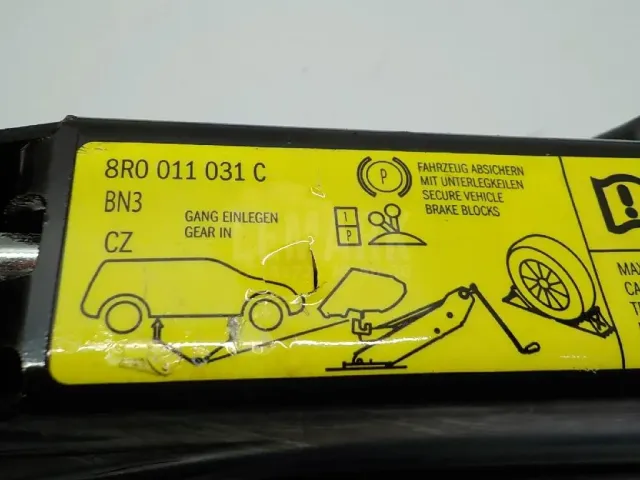 8R0 011 031 C
BN3
CZ
GANG EINLEGEN
GEAR IN
1
P
P
FAHRZEUG ABSICHERN
MIT UNTERLEGKEILEN
SECURE VEHICLE
BRAKE BLOCKS
MAX
CA